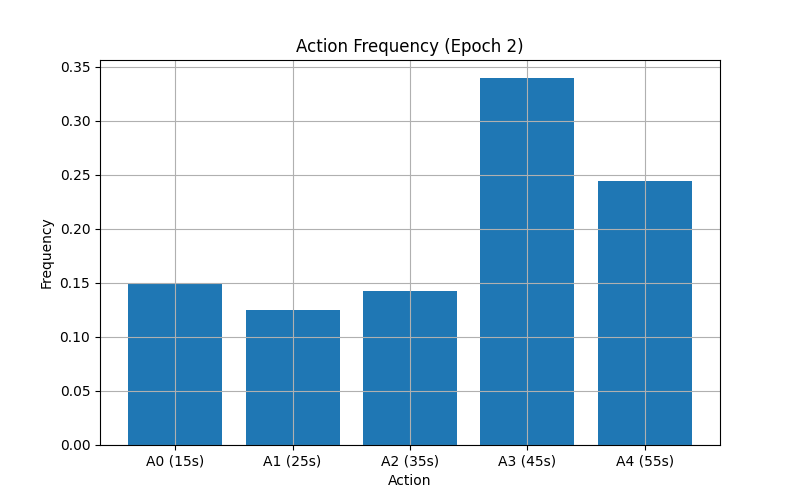 Action Frequency (Epoch 2)
Frequency
0.35
0.30
0.25
0.20
0.15
0.10
0.05
0.00
A0 (15s) A1 (25s) A2 (35s) A3 (45s) A4 (55s)
Action